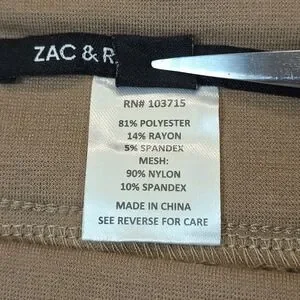 ZAC & R
RN# 103715
81% POLYESTER
14% RAYON
5% SPANDEX
MESH:
90% NYLON
10% SPANDEX
MADE IN CHINA
SEE REVERSE FOR CARE